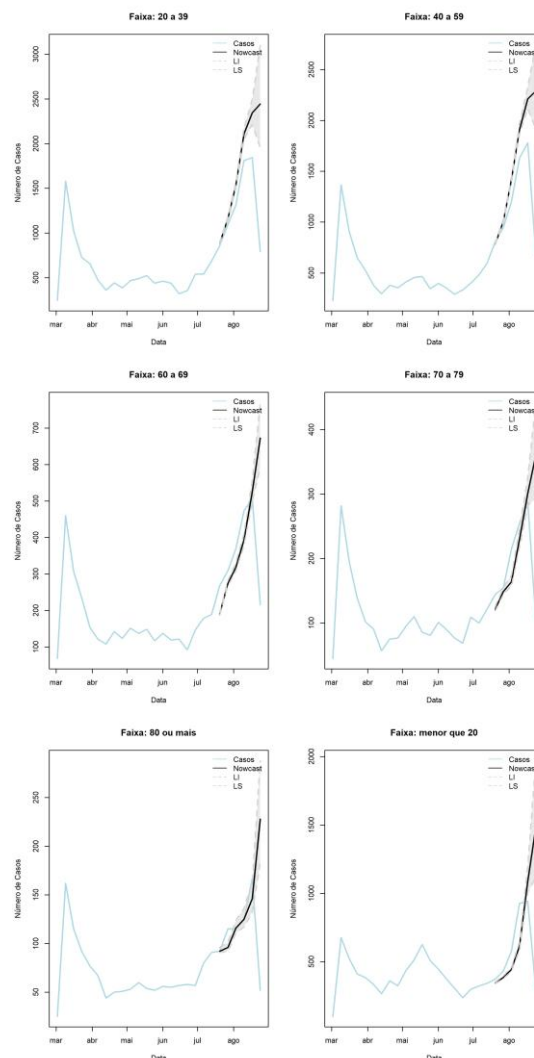 Faixa: 20 a 39
Número de Casos
3000
2500
2000
1500
1000
500
Casos
Nowcast
LI
LS
mar
abr
mai
jun
jul
ago
Data
Faixa: 40 a 59
Número de Casos
2500
2000
1500
1000
500
Casos
Nowcast
LI
LS
mar
abr
mai
jun
jul
ago
Data
Faixa: 60 a 69
Número de Casos
700
600
500
400
300
200
100
Casos
Nowcast
LI
LS
mar
abr
mai
jun
jul
ago
Data
Faixa: 70 a 79
Número de Casos
400
300
200
100
Casos
Nowcast
LI
LS
mar
abr
mai
jun
jul
ago
Data
Faixa: 80 ou mais
Número de Casos
250
200
150
100
50
Casos
Nowcast
LI
LS
mar
abr
mai
jun
jul
ago
Data
Faixa: menor que 20
Número de Casos
2000
1500
1000
500
Casos
Nowcast
LI
LS
mar
abr
mai
jun
jul
ago
Data